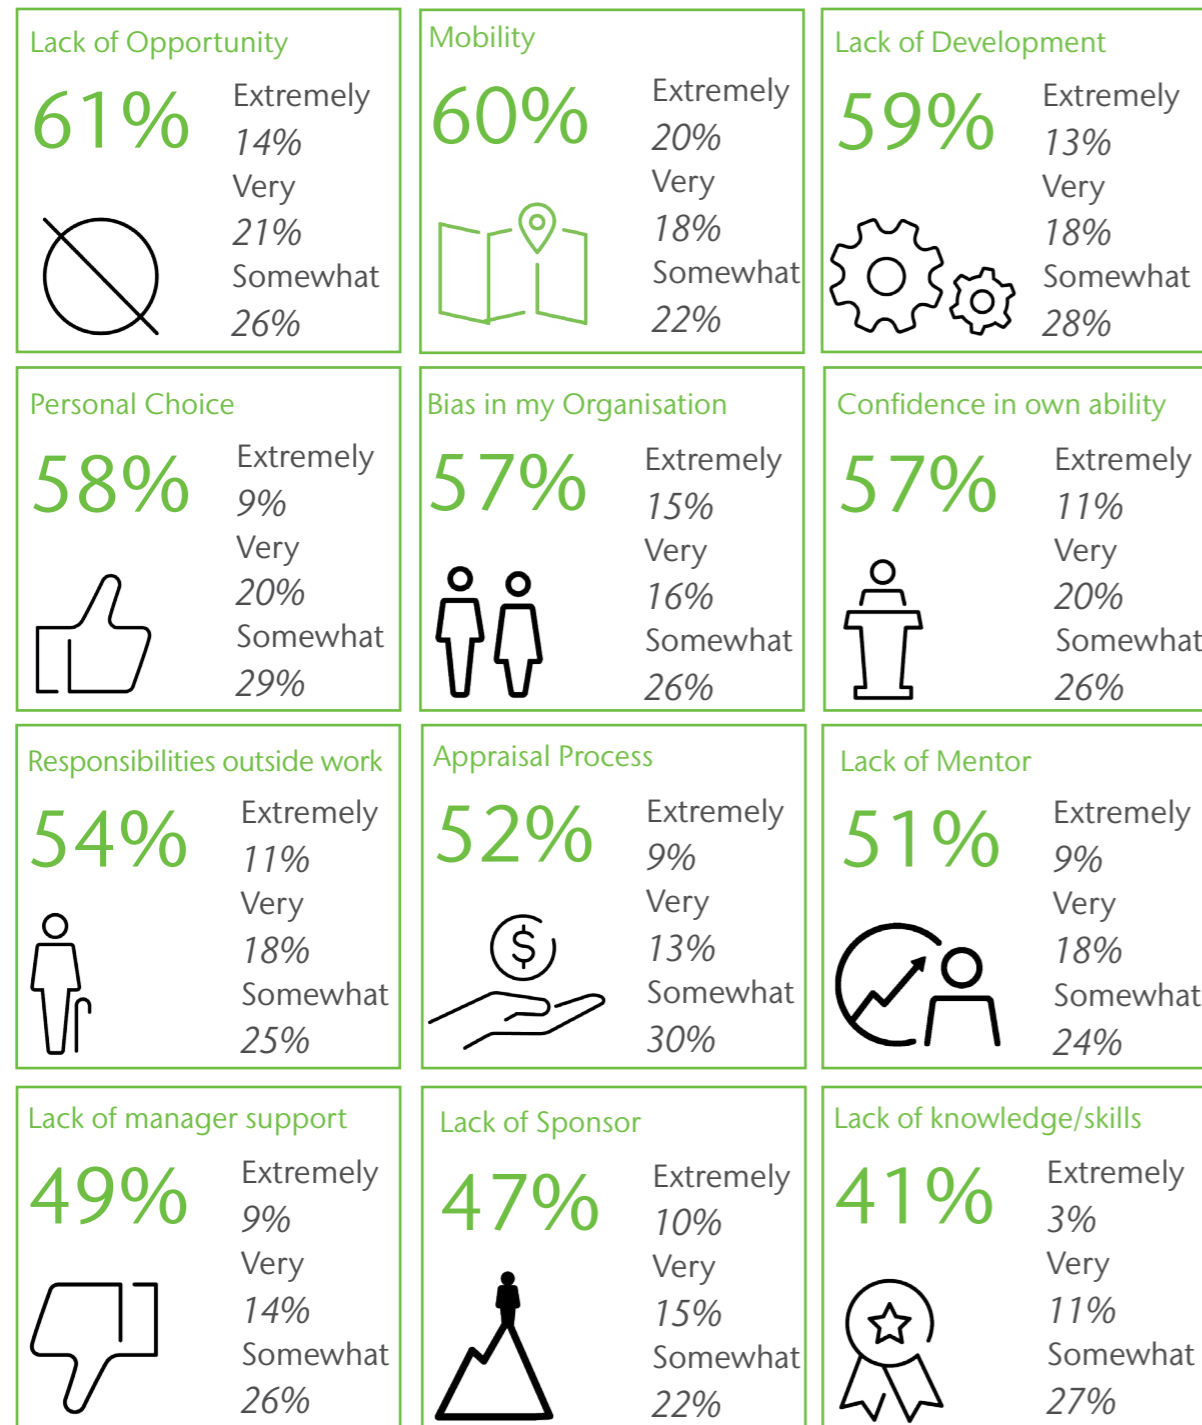 Lack of Opportunity
61%
Extremely
14%
Very
21%
Somewhat
26%
Mobility
60%
Extremely
20%
Very
18%
Somewhat
22%
Lack of Development
59%
Extremely
13%
Very
18%
Somewhat
28%
Personal Choice
58%
Extremely
9%
Very
20%
Somewhat
29%
Bias in my Organisation
57%
Extremely
15%
Very
16%
Somewhat
26%
Confidence in own ability
57%
Extremely
11%
Very
20%
Somewhat
26%
Responsibilities outside work
54%
Extremely
11%
Very
18%
Somewhat
25%
Appraisal Process
52%
Extremely
9%
Very
13%
Somewhat
30%
$
Lack of Mentor
51%
Extremely
9%
Very
18%
Somewhat
24%
Lack of manager support
49%
Extremely
9%
Very
14%
Somewhat
26%
Lack of Sponsor
47%
Extremely
10%
Very
15%
Somewhat
22%
Lack of knowledge/skills
41%
Extremely
3%
Very
11%
Somewhat
27%